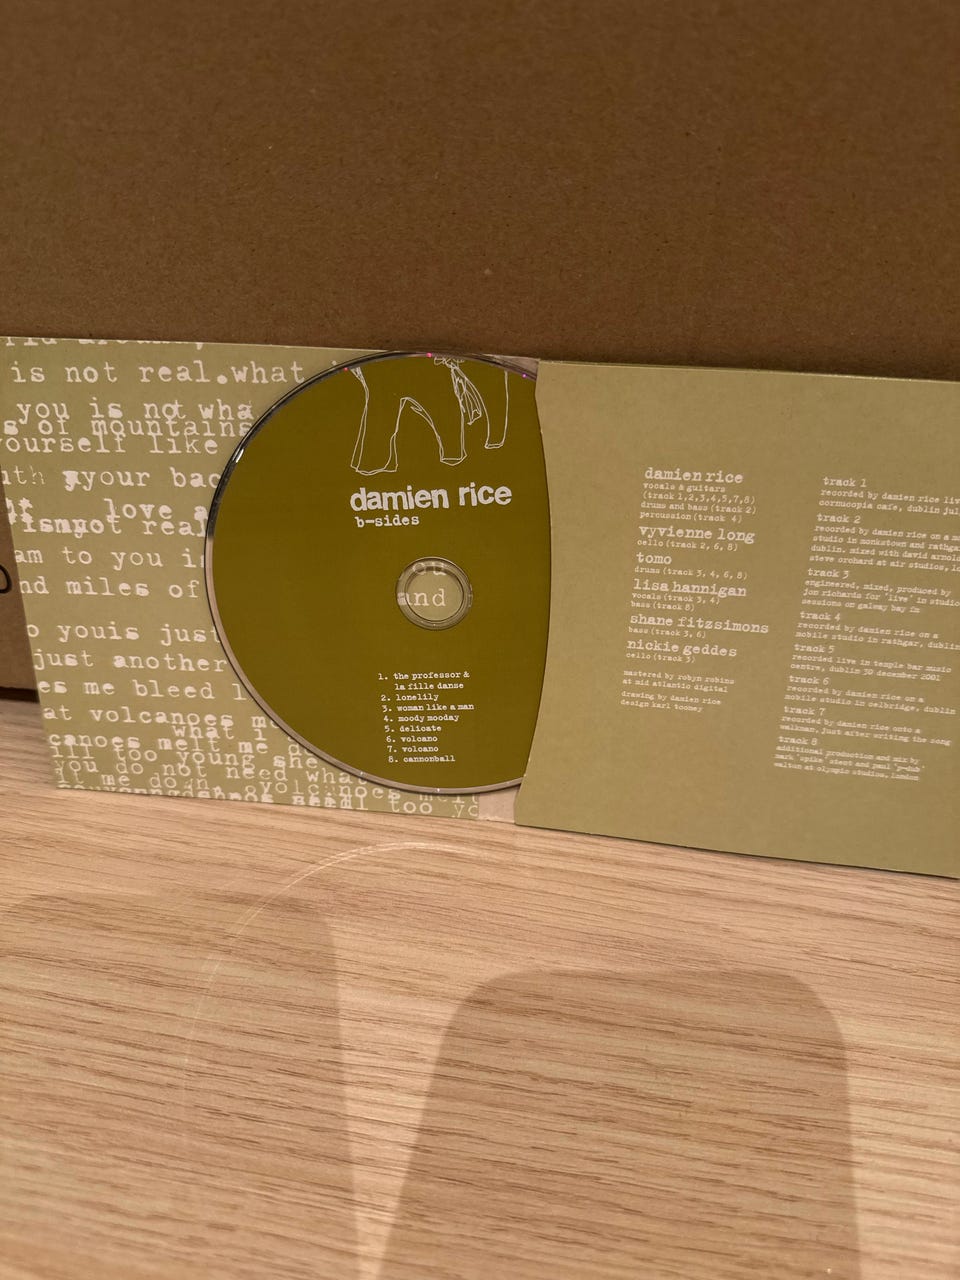 is not real.what
you is not wha
s of mountains
yourself like
your bac
love a
am to you i
nd miles of
o youis just
just another
es me bleed l
at volcanoes me
what i
canoes melt me d
ill too young she
you do not need what
damien rice
b-sides
and
1. the professor &
la fille danse
2. lonelily
3. woman like a man
4. moody mooday
5. delicate
6. volcano
7. volcano
8. cannonball
damien rice
vocals & guitars
(track 1,2,3,4,5,7,8)
drums and bass (track 2)
percussion (track 4)
vyvienne long
cello (track 2, 6, 8)
tomo
drums (track 3, 4, 6, 8)
lisa hannigan
vocals (track 3, 4)
bass (track 8)
shane fitzsimons
bass (track 3, 6)
nickie geddes
cello (track 3)
mastered by robyn robins
at mid atlantic digital
drawing by damien rice
design karl toomey
track 1
recorded by damien rice liv
cornucopia cafe, dublin jul
track 2
recorded by damien rice on a m
studio in monkstown and rathga
dublin. mixed with david arnold
steve orchard at air studios, lo
track 3
engineered, mixed, produced by
jon richards for 'live' in studio
sessions on galway bay fm
track 4
recorded by damien rice on a
mobile studio in rathgar, dublin
track 5
recorded live in temple bar music
centre, dublin 30 december 2001
track 6
recorded by damien rice on a
mobile studio in celbridge, dublin
track 7
recorded by damien rice onto a
walkman, just after writing the song
track 8
additional production and mix by
mark 'spike' stent and paul 'p-dub'
walton at olympic studios, london